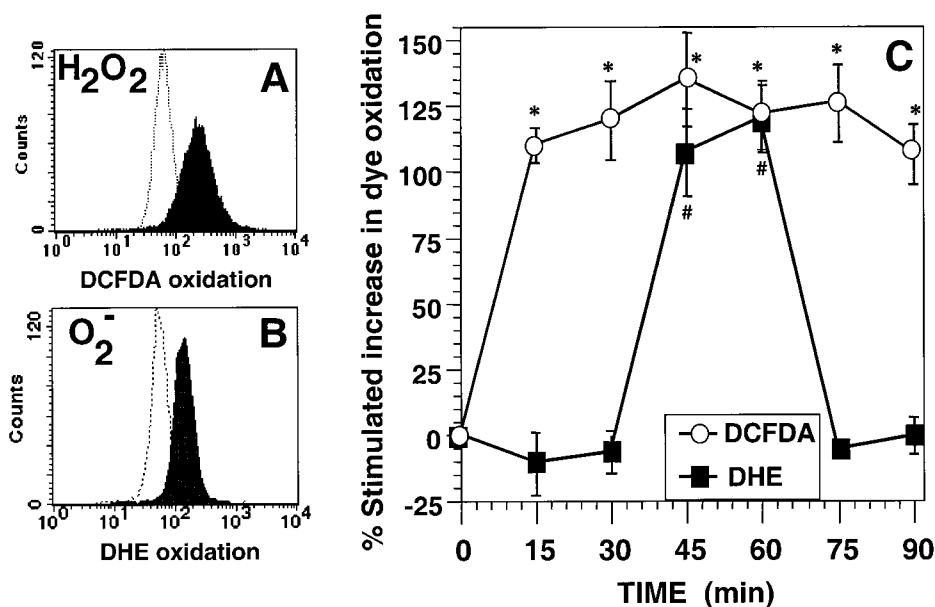 H2O2
A
120
Counts
0
10^0 10^1 10^2 10^3 10^4
DCFDA oxidation
O2-
B
120
Counts
0
10^0 10^1 10^2 10^3 10^4
DHE oxidation
C
% Stimulated increase in dye oxidation
150
125
100
75
50
25
0
-25
* * * * * *
# #
DCFDA
DHE
0 15 30 45 60 75 90
TIME (min)